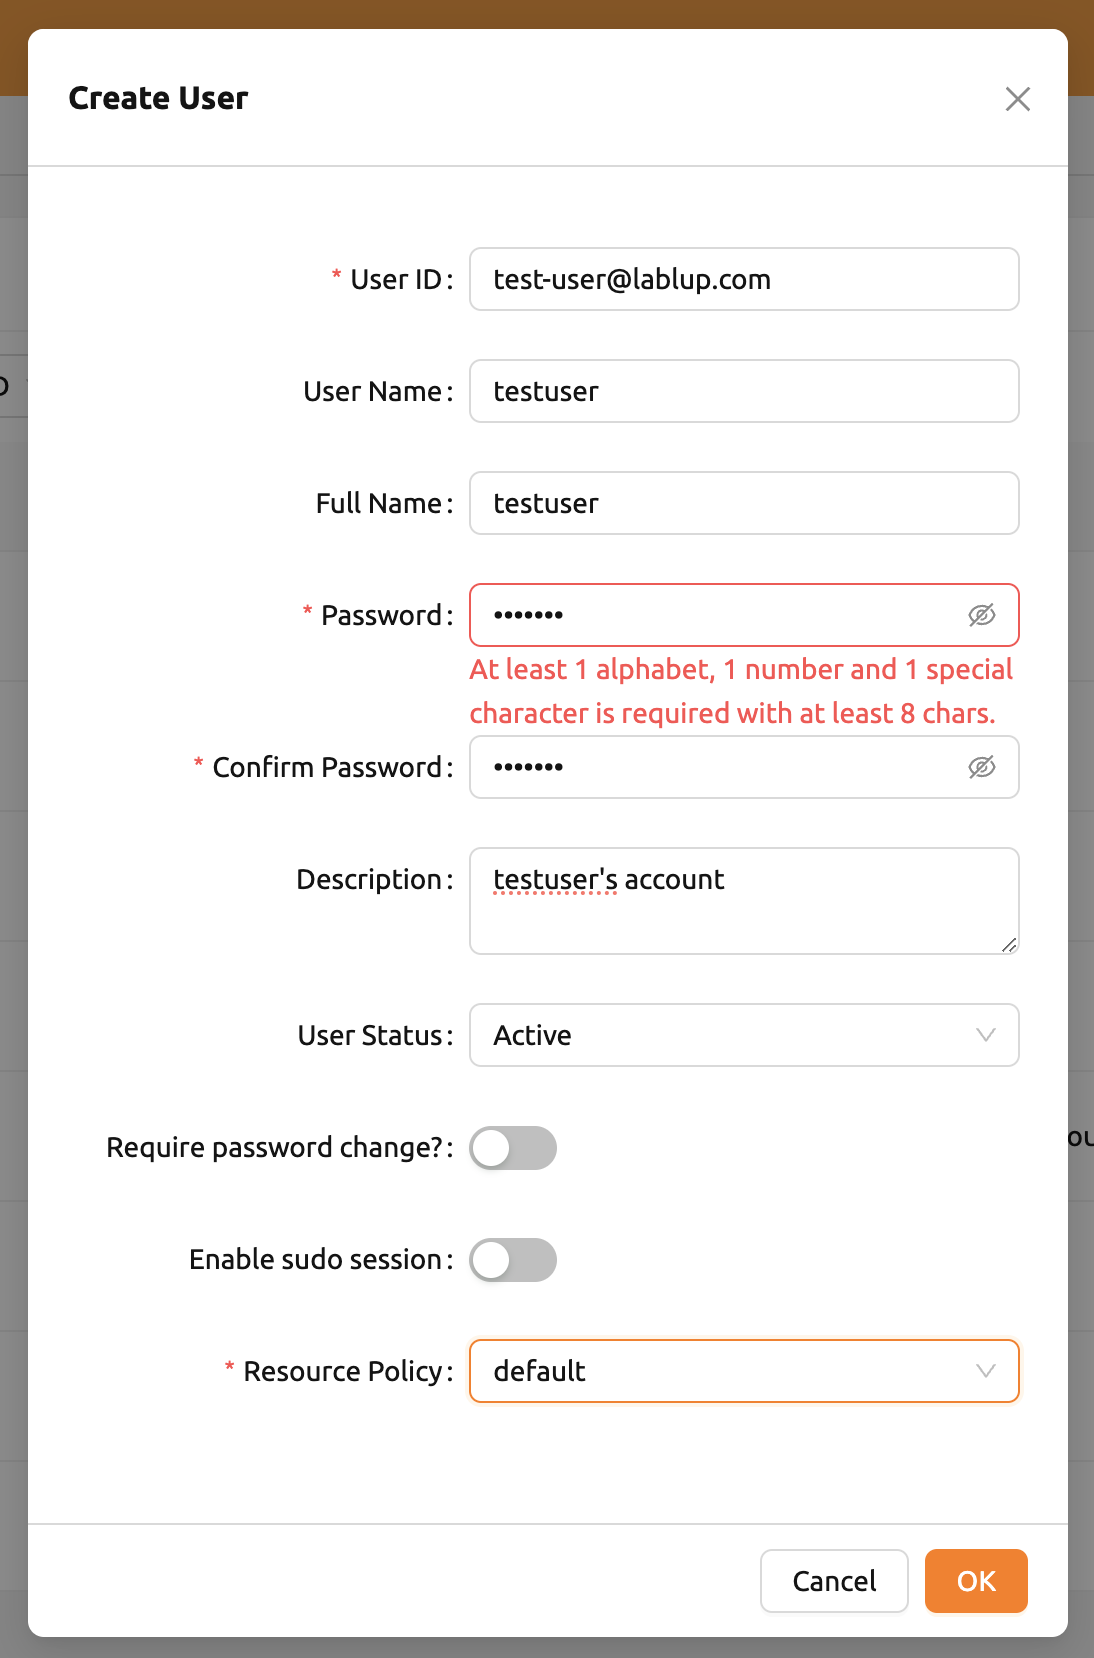 Create User
* User ID: test-user@lablup.com
User Name: testuser
Full Name: testuser
* Password: •••••••
At least 1 alphabet, 1 number and 1 special
character is required with at least 8 chars.
* Confirm Password: •••••••
Description: testuser's account
User Status: Active
Require password change?:
Enable sudo session:
* Resource Policy: default
Cancel OK